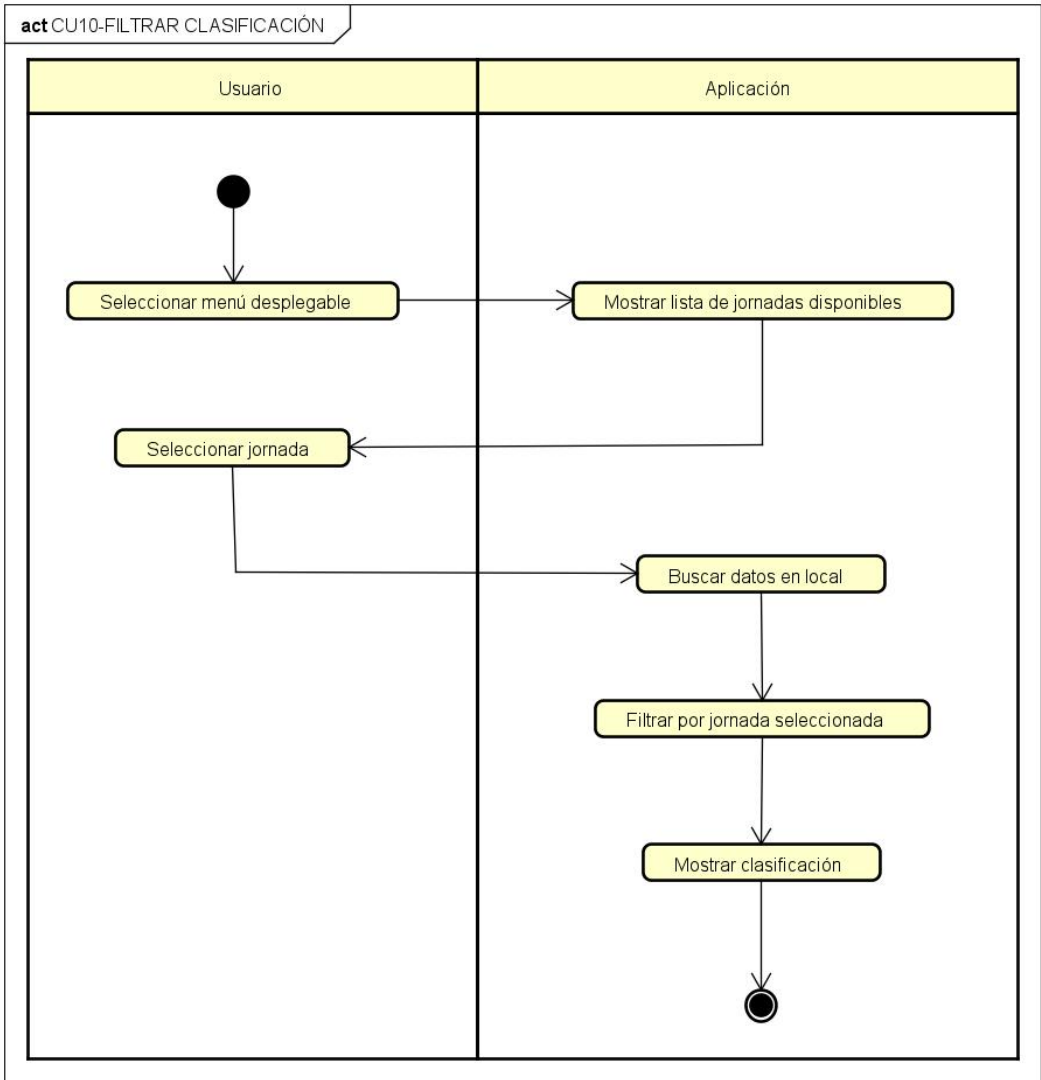 act CU10-FILTRAR CLASIFICACIÓN
Usuario
Aplicación
Seleccionar menú desplegable
Mostrar lista de jornadas disponibles
Seleccionar jornada
Buscar datos en local
Filtrar por jornada seleccionada
Mostrar clasificación